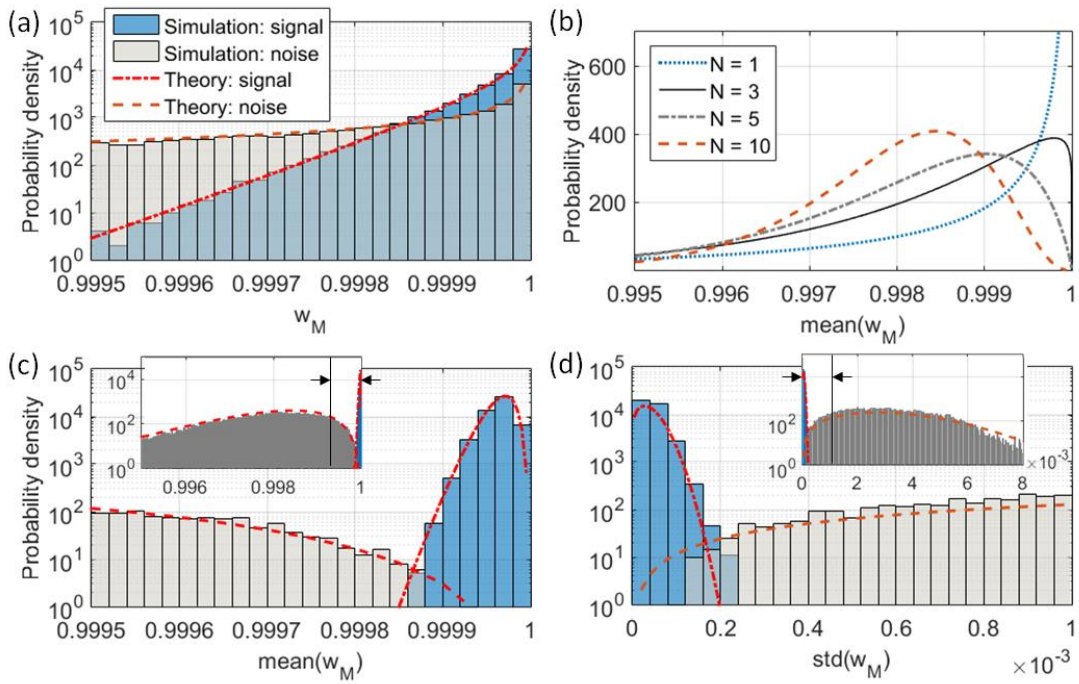 (a)
Probability density
10^5
10^4
10^3
10^2
10^1
10^0
Simulation: signal
Simulation: noise
Theory: signal
Theory: noise
0.9995 0.9996 0.9997 0.9998 0.9999 1
w_M
(b)
Probability density
600
400
200
N = 1
N = 3
N = 5
N = 10
0.995 0.996 0.997 0.998 0.999 1
mean(w_M)
(c)
Probability density
10^5
10^4
10^3
10^2
10^1
10^0
10^4
10^2
10^0
0.996 0.998 1
0.9995 0.9996 0.9997 0.9998 0.9999 1
mean(w_M)
(d)
Probability density
10^5
10^4
10^3
10^2
10^1
10^0
10^2
10^0
0 2 4 6 8
×10^-3
0 0.2 0.4 0.6 0.8 1
std(w_M)
×10^-3